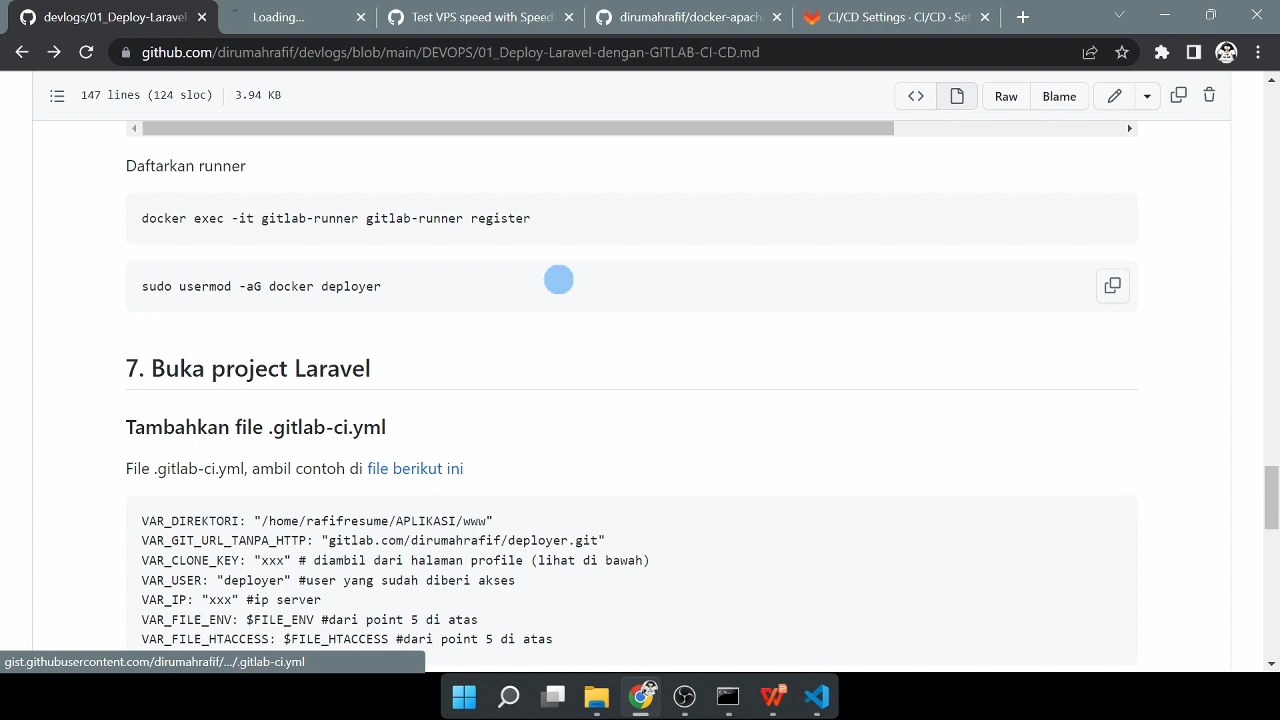 devlogs/01_Deploy-Laravel
Loading...
Test VPS speed with Speed
dirumahrafif/docker-apach
CI/CD Settings · CI/CD · Set
github.com/dirumahrafif/devlogs/blob/main/DEVOPS/01_Deploy-Laravel-dengan-GITLAB-CI-CD.md
147 lines (124 sloc) 3.94 KB
Raw Blame
Daftarkan runner
docker exec -it gitlab-runner gitlab-runner register
sudo usermod -aG docker deployer
7. Buka project Laravel
Tambahkan file .gitlab-ci.yml
File .gitlab-ci.yml, ambil contoh di file berikut ini
VAR_DIREKTORI: "/home/rafifresume/APLIKASI/www"
VAR_GIT_URL_TANPA_HTTP: "gitlab.com/dirumahrafif/deployer.git"
VAR_CLONE_KEY: "xxx" # diambil dari halaman profile (lihat di bawah)
VAR_USER: "deployer" #user yang sudah diberi akses
VAR_IP: "xxx" #ip server
VAR_FILE_ENV: $FILE_ENV #dari point 5 di atas
VAR_FILE_HTACCESS: $FILE_HTACCESS #dari point 5 di atas
gist.githubusercontent.com/dirumahrafif/.../.gitlab-ci.yml